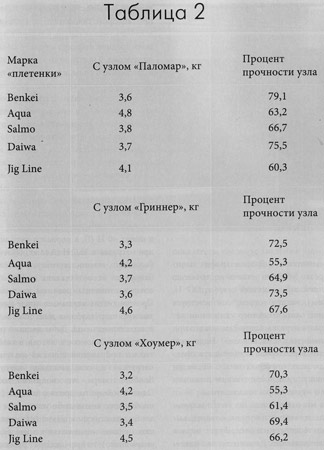 Таблица 2
Марка «плетенки» С узлом «Паломар», кг Процент прочности узла
Benkei 3,6 79,1
Aqua 4,8 63,2
Salmo 3,8 66,7
Daiwa 3,7 75,5
Jig Line 4,1 60,3
С узлом «Гриннер», кг Процент прочности узла
Benkei 3,3 72,5
Aqua 4,2 55,3
Salmo 3,7 64,9
Daiwa 3,6 73,5
Jig Line 4,6 67,6
С узлом «Хоумер», кг Процент прочности узла
Benkei 3,2 70,3
Aqua 4,2 55,3
Salmo 3,5 61,4
Daiwa 3,4 69,4
Jig Line 4,5 66,2